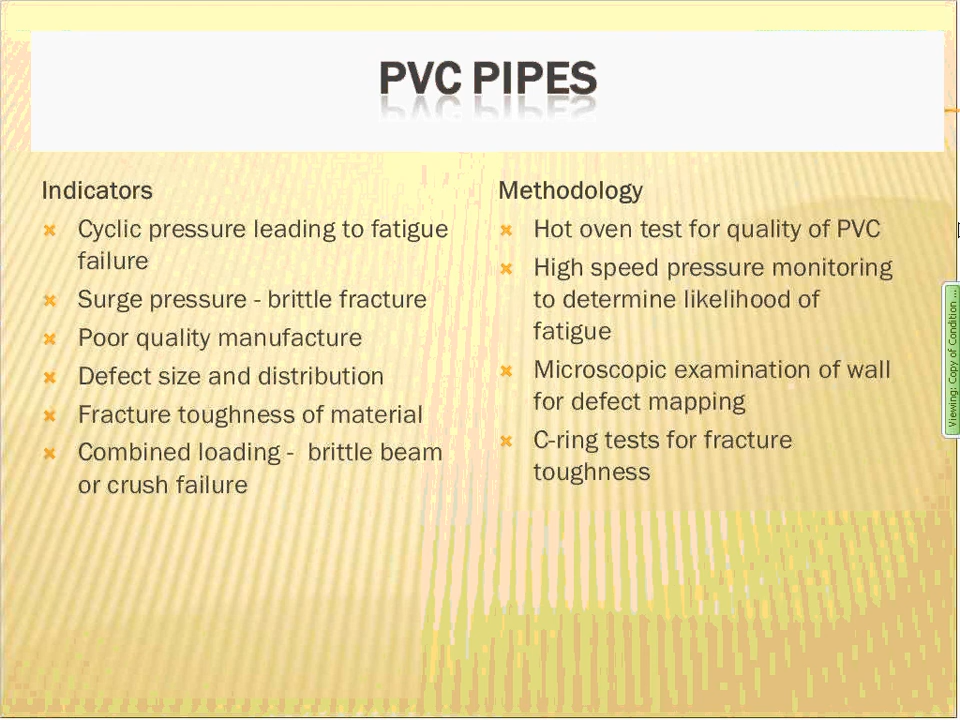 PVC PIPES
Indicators
Cyclic pressure leading to fatigue
failure
Surge pressure - brittle fracture
Poor quality manufacture
Defect size and distribution
Fracture toughness of material
Combined loading -  brittle beam
or crush failure
Methodology
Hot oven test for quality of PVC
High speed pressure monitoring
to determine likelihood of
fatigue
Microscopic examination of wall
for defect mapping
C-ring tests for fracture
toughness
Viewing: Copy of Condition ...